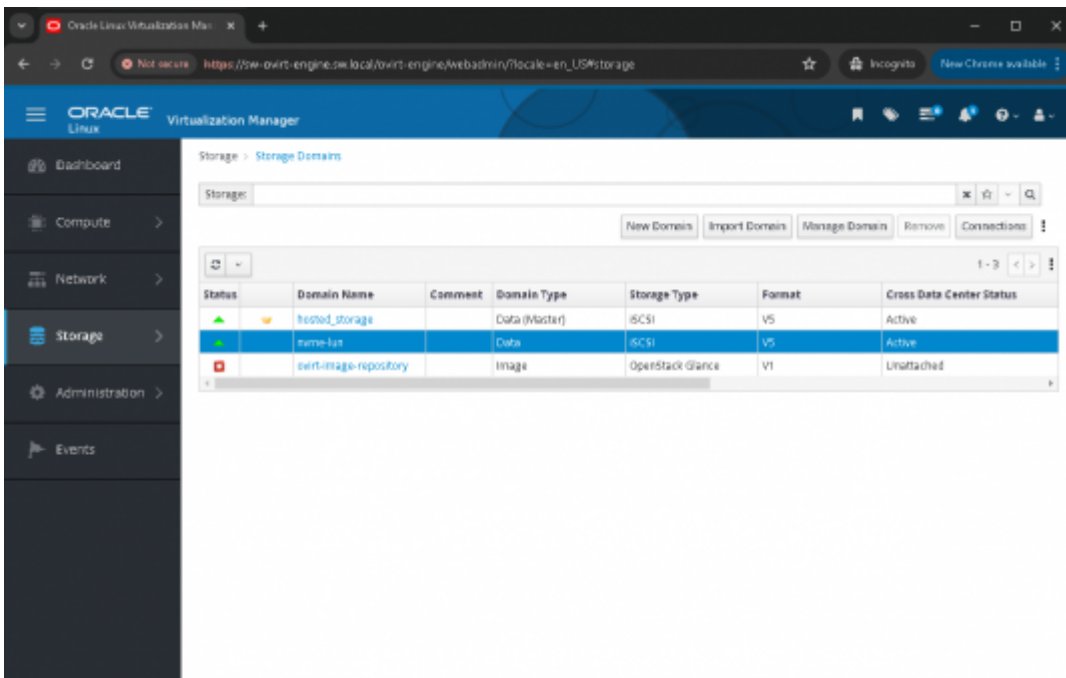 Oracle Linux Virtualization Man
Not secure https://sw-ovirt-engine.sw.local/ovirt-engine/webadmin/?locale=en_US#storage Incognito New Chrome available
ORACLE Linux Virtualization Manager
Storage > Storage Domains
Dashboard
Compute
Network
Storage
Administration
Events
Storage:
New Domain Import Domain Manage Domain Remove Connections
1 - 3
Status Domain Name Comment Domain Type Storage Type Format Cross Data Center Status
hosted_storage Data (Master) iSCSI V5 Active
nvme-lun Data iSCSI V5 Active
ovirt-image-repository Image OpenStack Glance V1 Unattached